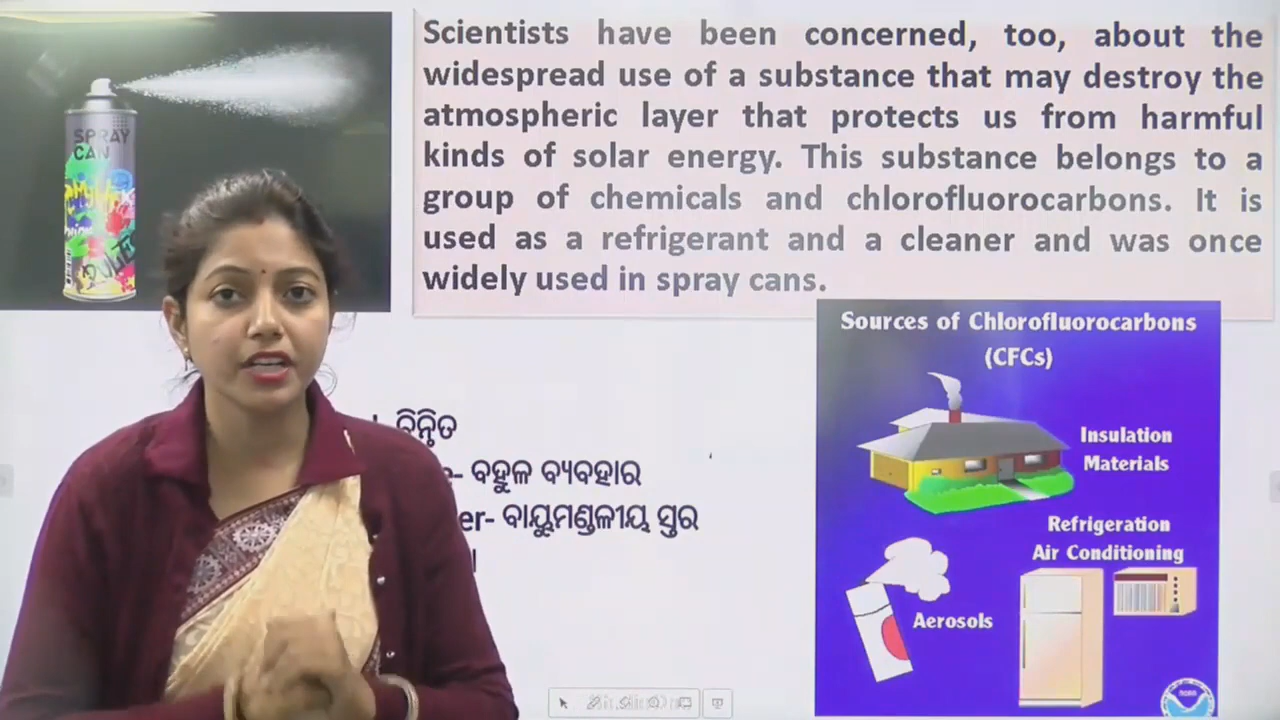 SPRAY
CAN
Scientists have been concerned, too, about the
widespread use of a substance that may destroy the
atmospheric layer that protects us from harmful
kinds of solar energy. This substance belongs to a
group of chemicals and chlorofluorocarbons. It is
used as a refrigerant and a cleaner and was once
widely used in spray cans.
ଚିନ୍ତିତ
- ବହୁଳ ବ୍ୟବହାର
er- ବାୟୁମଣ୍ଡଳୀୟ ସ୍ତର
Sources of Chlorofluorocarbons
(CFCs)
Insulation
Materials
Refrigeration
Air Conditioning
Aerosols